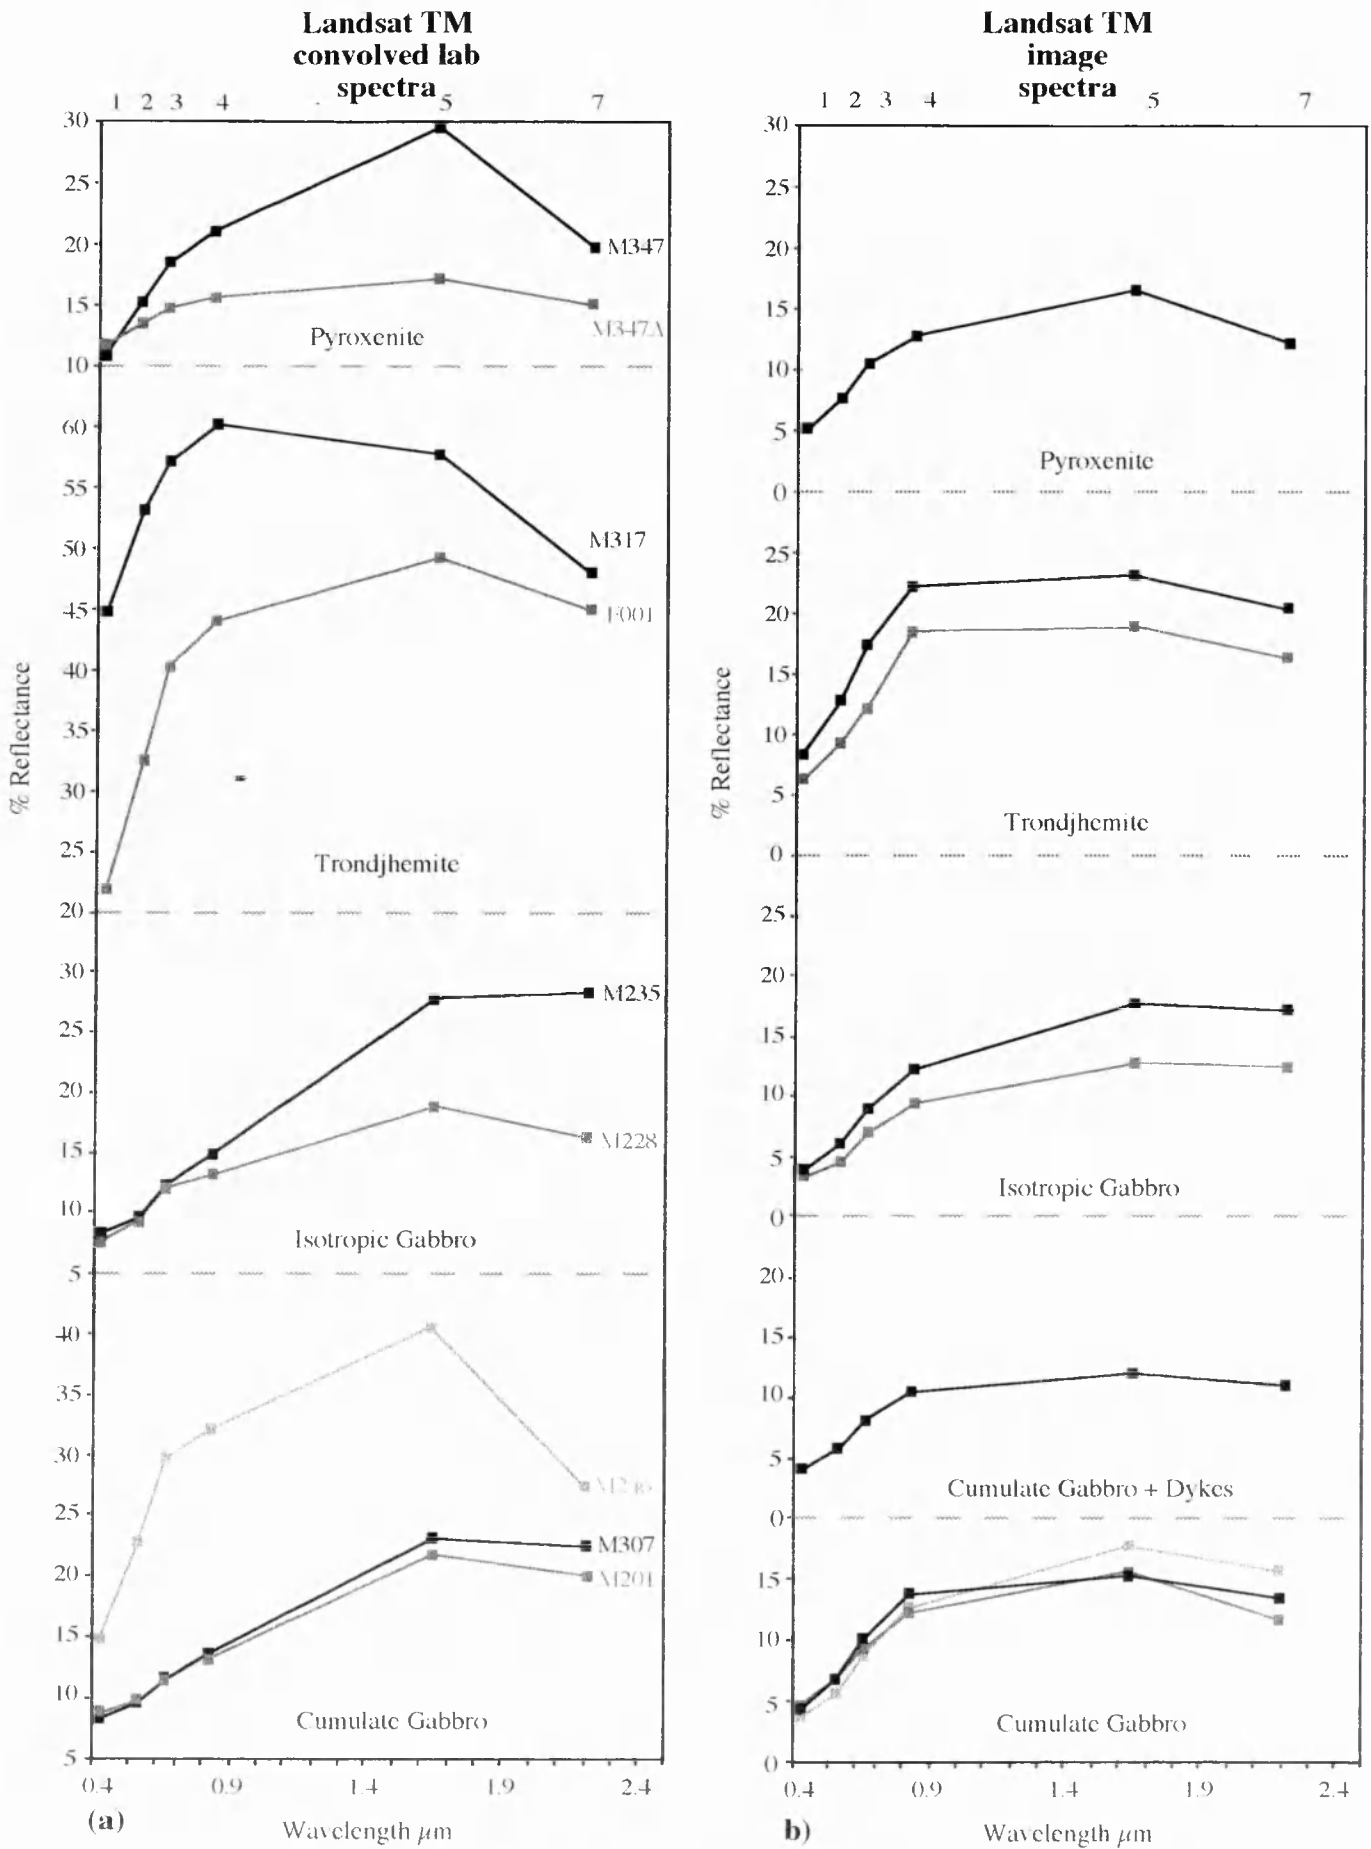 Landsat TM
convolved lab
spectra
1 2 3 4 5 7
30
25
20
15
10
60
55
50
45
40
35
30
25
20
30
25
20
15
10
5
40
35
30
25
20
15
10
5
% Reflectance
M347
M347A
Pyroxenite
M317
F001
Trondjhemite
M235
M228
Isotropic Gabbro
M307
M201
Cumulate Gabbro
0.4 0.9 1.4 1.9 2.4
(a)
Wavelength μm
Landsat TM
image
spectra
1 2 3 4 5 7
30
25
20
15
10
5
0
25
20
15
10
5
0
25
20
15
10
5
0
20
15
10
5
0
15
10
5
0
% Reflectance
Pyroxenite
Trondjhemite
Isotropic Gabbro
Cumulate Gabbro + Dykes
Cumulate Gabbro
0.4 0.9 1.4 1.9 2.4
b)
Wavelength μm